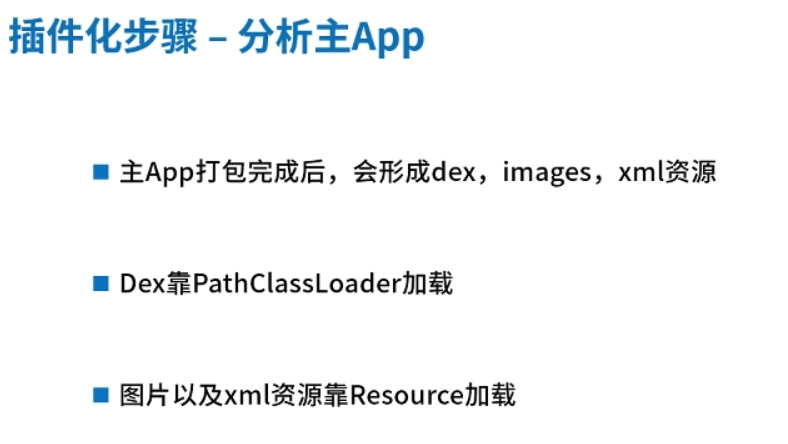 插件化步骤 – 分析主App
主App打包完成后，会形成dex，images，xml资源
Dex靠PathClassLoader加载
图片以及xml资源靠Resource加载